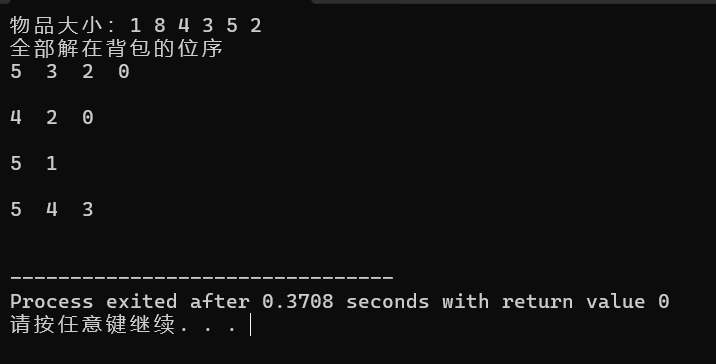 物品大小: 1 8 4 3 5 2
全部解在背包的位序
5  3  2  0
4  2  0
5  1
5  4  3
--------------------------------
Process exited after 0.3708 seconds with return value 0
请按任意键继续. . .